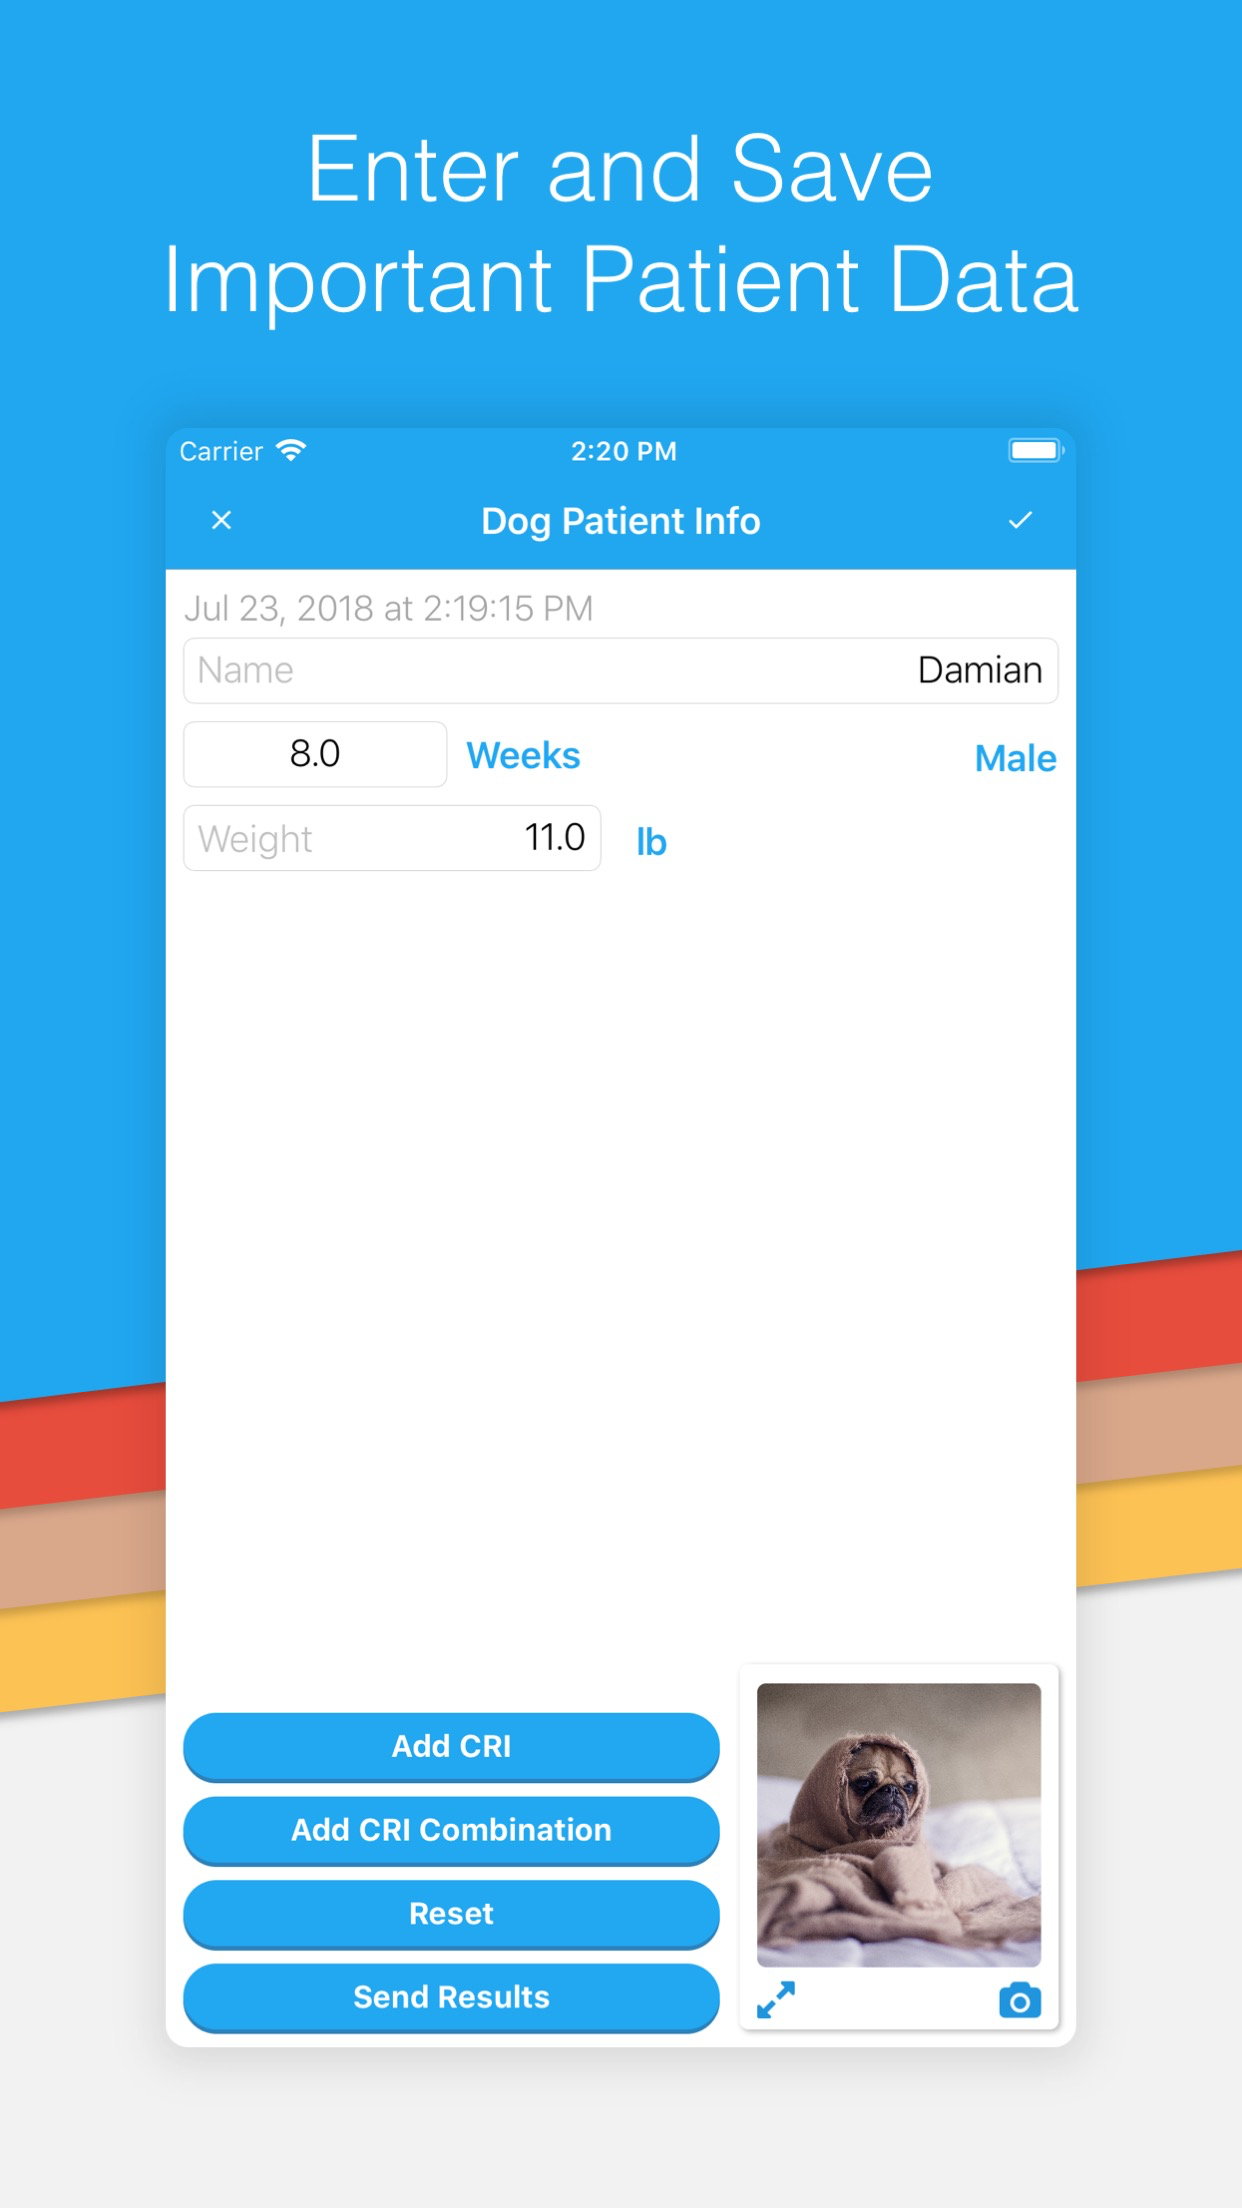 Enter and Save
Important Patient Data
Carrier 2:20 PM
Dog Patient Info
Jul 23, 2018 at 2:19:15 PM
Name Damian
8.0 Weeks Male
Weight 11.0 lb
Add CRI
Add CRI Combination
Reset
Send Results